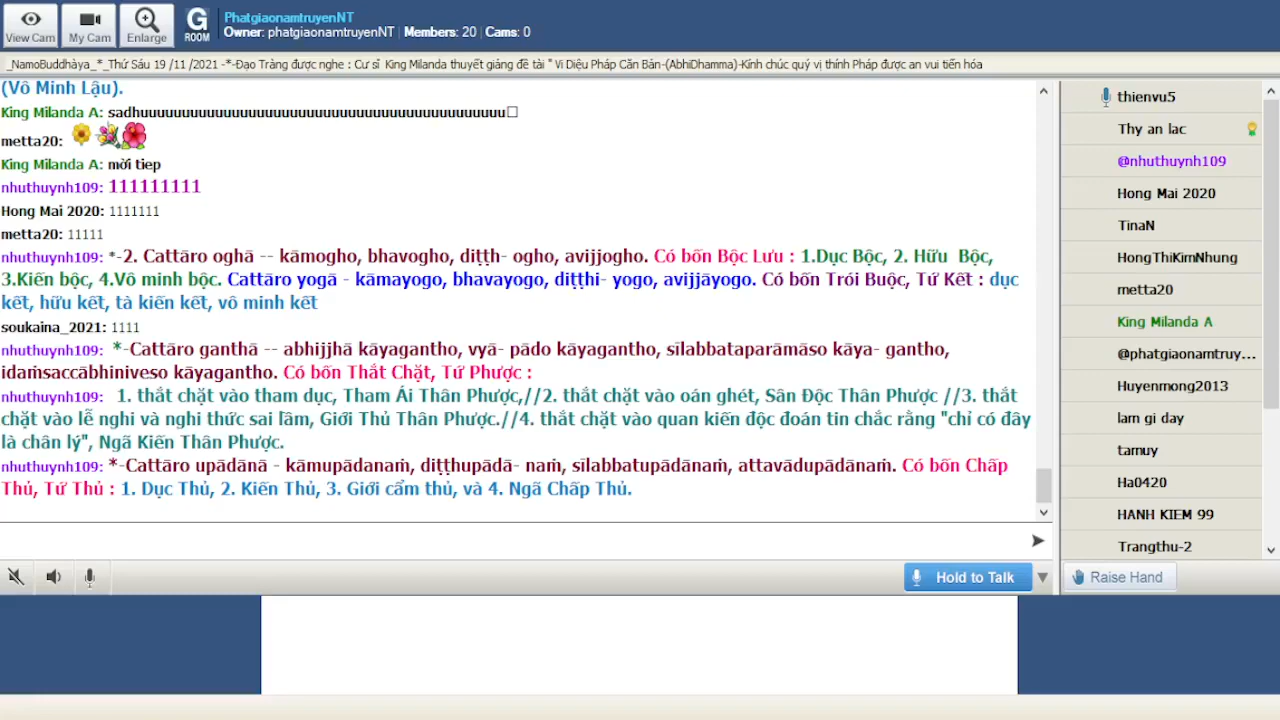 PhatgiaonamtruyenNT
Owner: phatgiaonamtruyenNT | Members: 20 | Cams: 0
View Cam
My Cam
Enlarge
G ROOM
_NamoBuddhàya_*_Thứ Sáu 19 /11 /2021 -*-Đạo Tràng được nghe : Cư sĩ King Milanda thuyết giảng đề tài " Vi Diệu Pháp Căn Bản-(AbhiDhamma)-Kính chúc quý vị thính Pháp được an vui tiến hóa
(Vô Minh Lậu).
King Milanda A: sadhuuuuuuuuuuuuuuuuuuuuuuuuuuuuuuuuuuuuuuuuuuuu
metta20:
King Milanda A: mời tiep
nhuthuynh109: 111111111
Hong Mai 2020: 1111111
metta20: 11111
nhuthuynh109: *-2. Cattāro oghā -- kāmogho, bhavogho, diṭṭh- ogho, avijjogho. Có bốn Bộc Lưu : 1.Dục Bộc, 2. Hữu Bộc,
3.Kiến bộc, 4.Vô minh bộc. Cattāro yogā - kāmayogo, bhavayogo, diṭṭhi- yogo, avijjāyogo. Có bốn Trói Buộc, Tứ Kết : dục
kết, hữu kết, tà kiến kết, vô minh kết
soukaina_2021: 1111
nhuthuynh109: *-Cattāro ganthā -- abhijjhā kāyagantho, vyā- pādo kāyagantho, sīlabbataparāmāso kāya- gantho,
idaṁsaccābhiniveso kāyagantho. Có bốn Thắt Chặt, Tứ Phược :
nhuthuynh109: 1. thắt chặt vào tham dục, Tham Ái Thân Phược,//2. thắt chặt vào oán ghét, Sân Độc Thân Phược //3. thắt
chặt vào lễ nghi và nghi thức sai lầm, Giới Thủ Thân Phược.//4. thắt chặt vào quan kiến độc đoán tin chắc rằng "chỉ có đây
là chân lý", Ngã Kiến Thân Phược.
nhuthuynh109: *-Cattāro upādānā - kāmupādanaṁ, diṭṭhupādā- naṁ, sīlabbatupādānaṁ, attavādupādānaṁ. Có bốn Chấp
Thủ, Tứ Thủ : 1. Dục Thủ, 2. Kiến Thủ, 3. Giới cấm thủ, và 4. Ngã Chấp Thủ.
Hold to Talk
thienvu5
Thy an lac
@nhuthuynh109
Hong Mai 2020
TinaN
HongThiKimNhung
metta20
King Milanda A
@phatgiaonamtruy...
Huyenmong2013
lam gi day
tamuy
Ha0420
HANH KIEM 99
Trangthu-2
Raise Hand